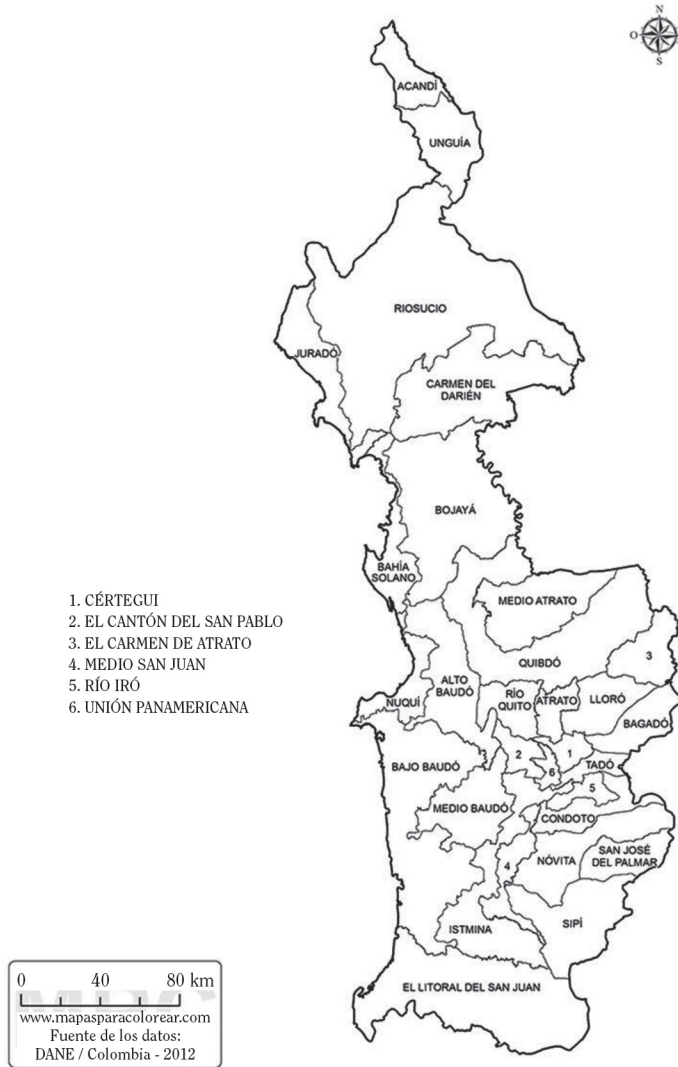 N
O
S
ACANDÍ
UNGUÍA
RIOSUCIO
JURADÓ
CARMEN DEL
DARIÉN
BOJAYÁ
BAHÍA
SOLANO
MEDIO ATRATO
1. CÉRTEGUI
2. EL CANTÓN DEL SAN PABLO
3. EL CARMEN DE ATRATO
4. MEDIO SAN JUAN
5. RÍO IRÓ
6. UNIÓN PANAMERICANA
QUIBDÓ
3
ALTO
BAUDÓ
NUQUÍ
RÍO
QUITO
ATRATO
LLORÓ
BAGADÓ
BAJO BAUDÓ
2
1
6
TADÓ
5
MEDIO BAUDÓ
CONDOTO
4
NÓVITA
SAN JOSÉ
DEL PALMAR
ISTMINA
SIPÍ
EL LITORAL DEL SAN JUAN
0 40 80 km
www.mapasparacolorear.com
Fuente de los datos:
DANE / Colombia - 2012